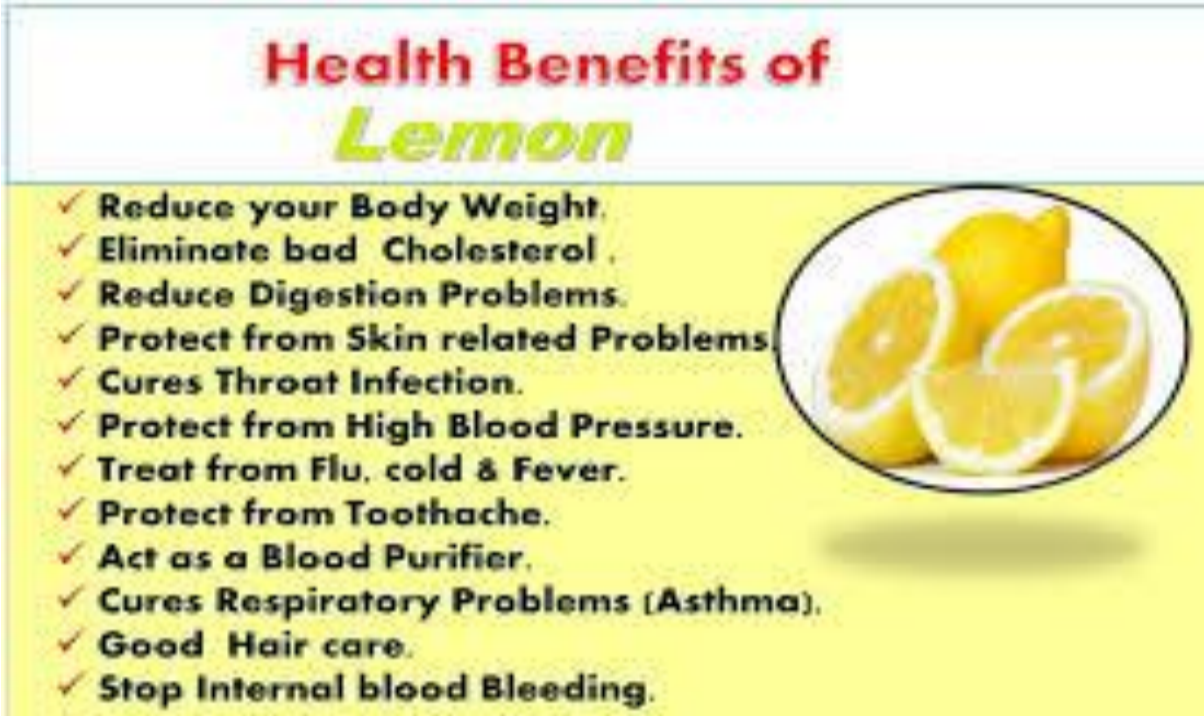 Health Benefits of
Lemon
✓ Reduce your Body Weight.
✓ Eliminate bad Cholesterol .
✓ Reduce Digestion Problems.
✓ Protect from Skin related Problems.
✓ Cures Throat Infection.
✓ Protect from High Blood Pressure.
✓ Treat from Flu, cold & Fever.
✓ Protect from Toothache.
✓ Act as a Blood Purifier.
✓ Cures Respiratory Problems (Asthma).
✓ Good Hair care.
✓ Stop Internal blood Bleeding.